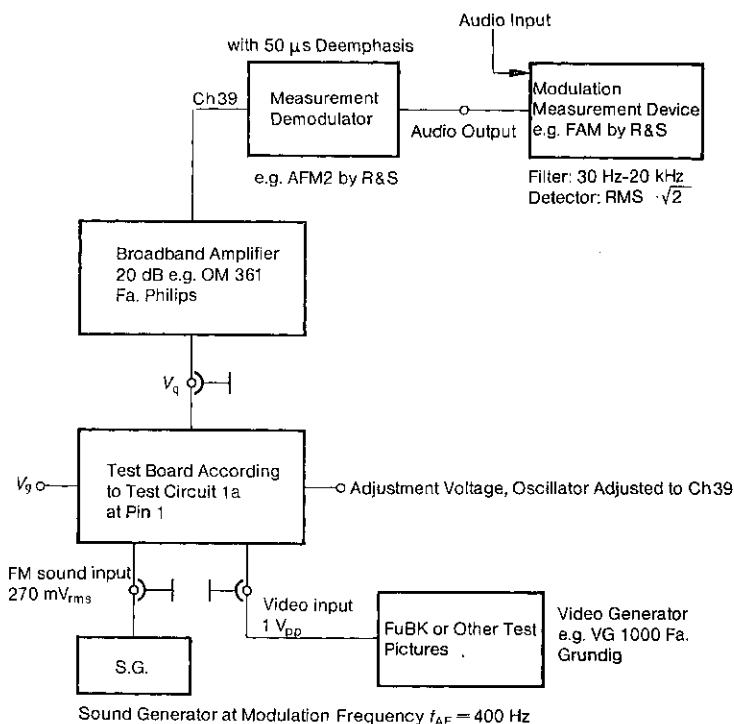 Audio Input
with 50 μs Deemphasis
Ch39
Measurement
Demodulator
Audio Output
Modulation
Measurement Device
e.g. FAM by R&S
e.g. AFM2 by R&S
Filter: 30 Hz-20 kHz
Detector: RMS ·√2
Broadband Amplifier
20 dB e.g. OM 361
Fa. Philips
Vq
V9
Test Board According
to Test Circuit 1a
at Pin 1
Adjustment Voltage, Oscillator Adjusted to Ch39
FM sound input
270 mVrms
Video input
1 Vpp
S.G.
FuBK or Other Test
Pictures
Video Generator
e.g. VG 1000 Fa.
Grundig
Sound Generator at Modulation Frequency fAF = 400 Hz